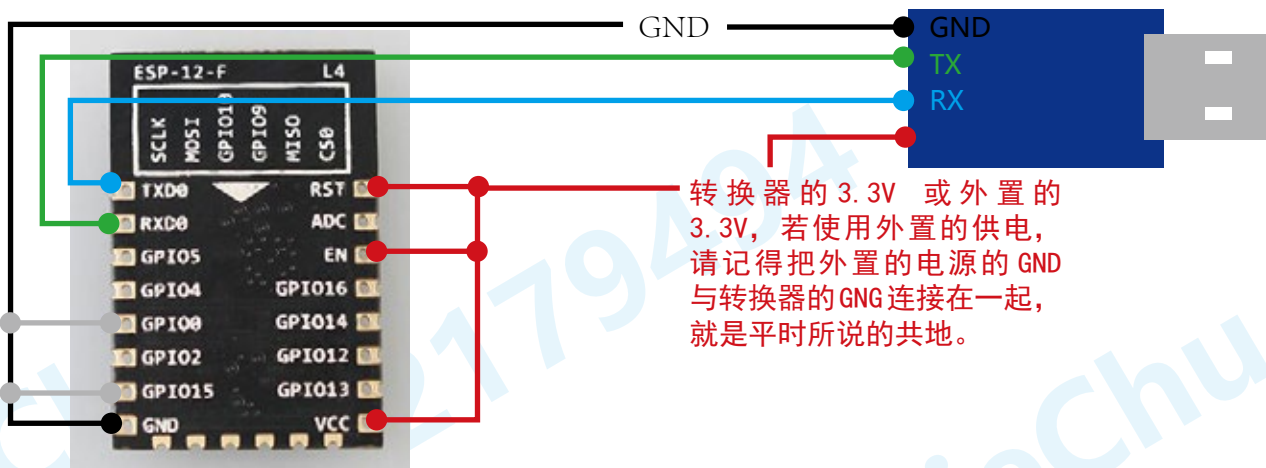 GND
GND
TX
RX
ESP-12-F L4
SCLK
MOSI
GPIO10
GPIO9
MISO
CS0
TXD0
RXD0
GPIO5
GPIO4
GPIO0
GPIO2
GPIO15
GND
RST
ADC
EN
GPIO16
GPIO14
GPIO12
GPIO13
VCC
转换器的3.3V 或外置的
3.3V，若使用外置的供电，
请记得把外置的电源的GND
与转换器的GNG连接在一起，
就是平时所说的共地。